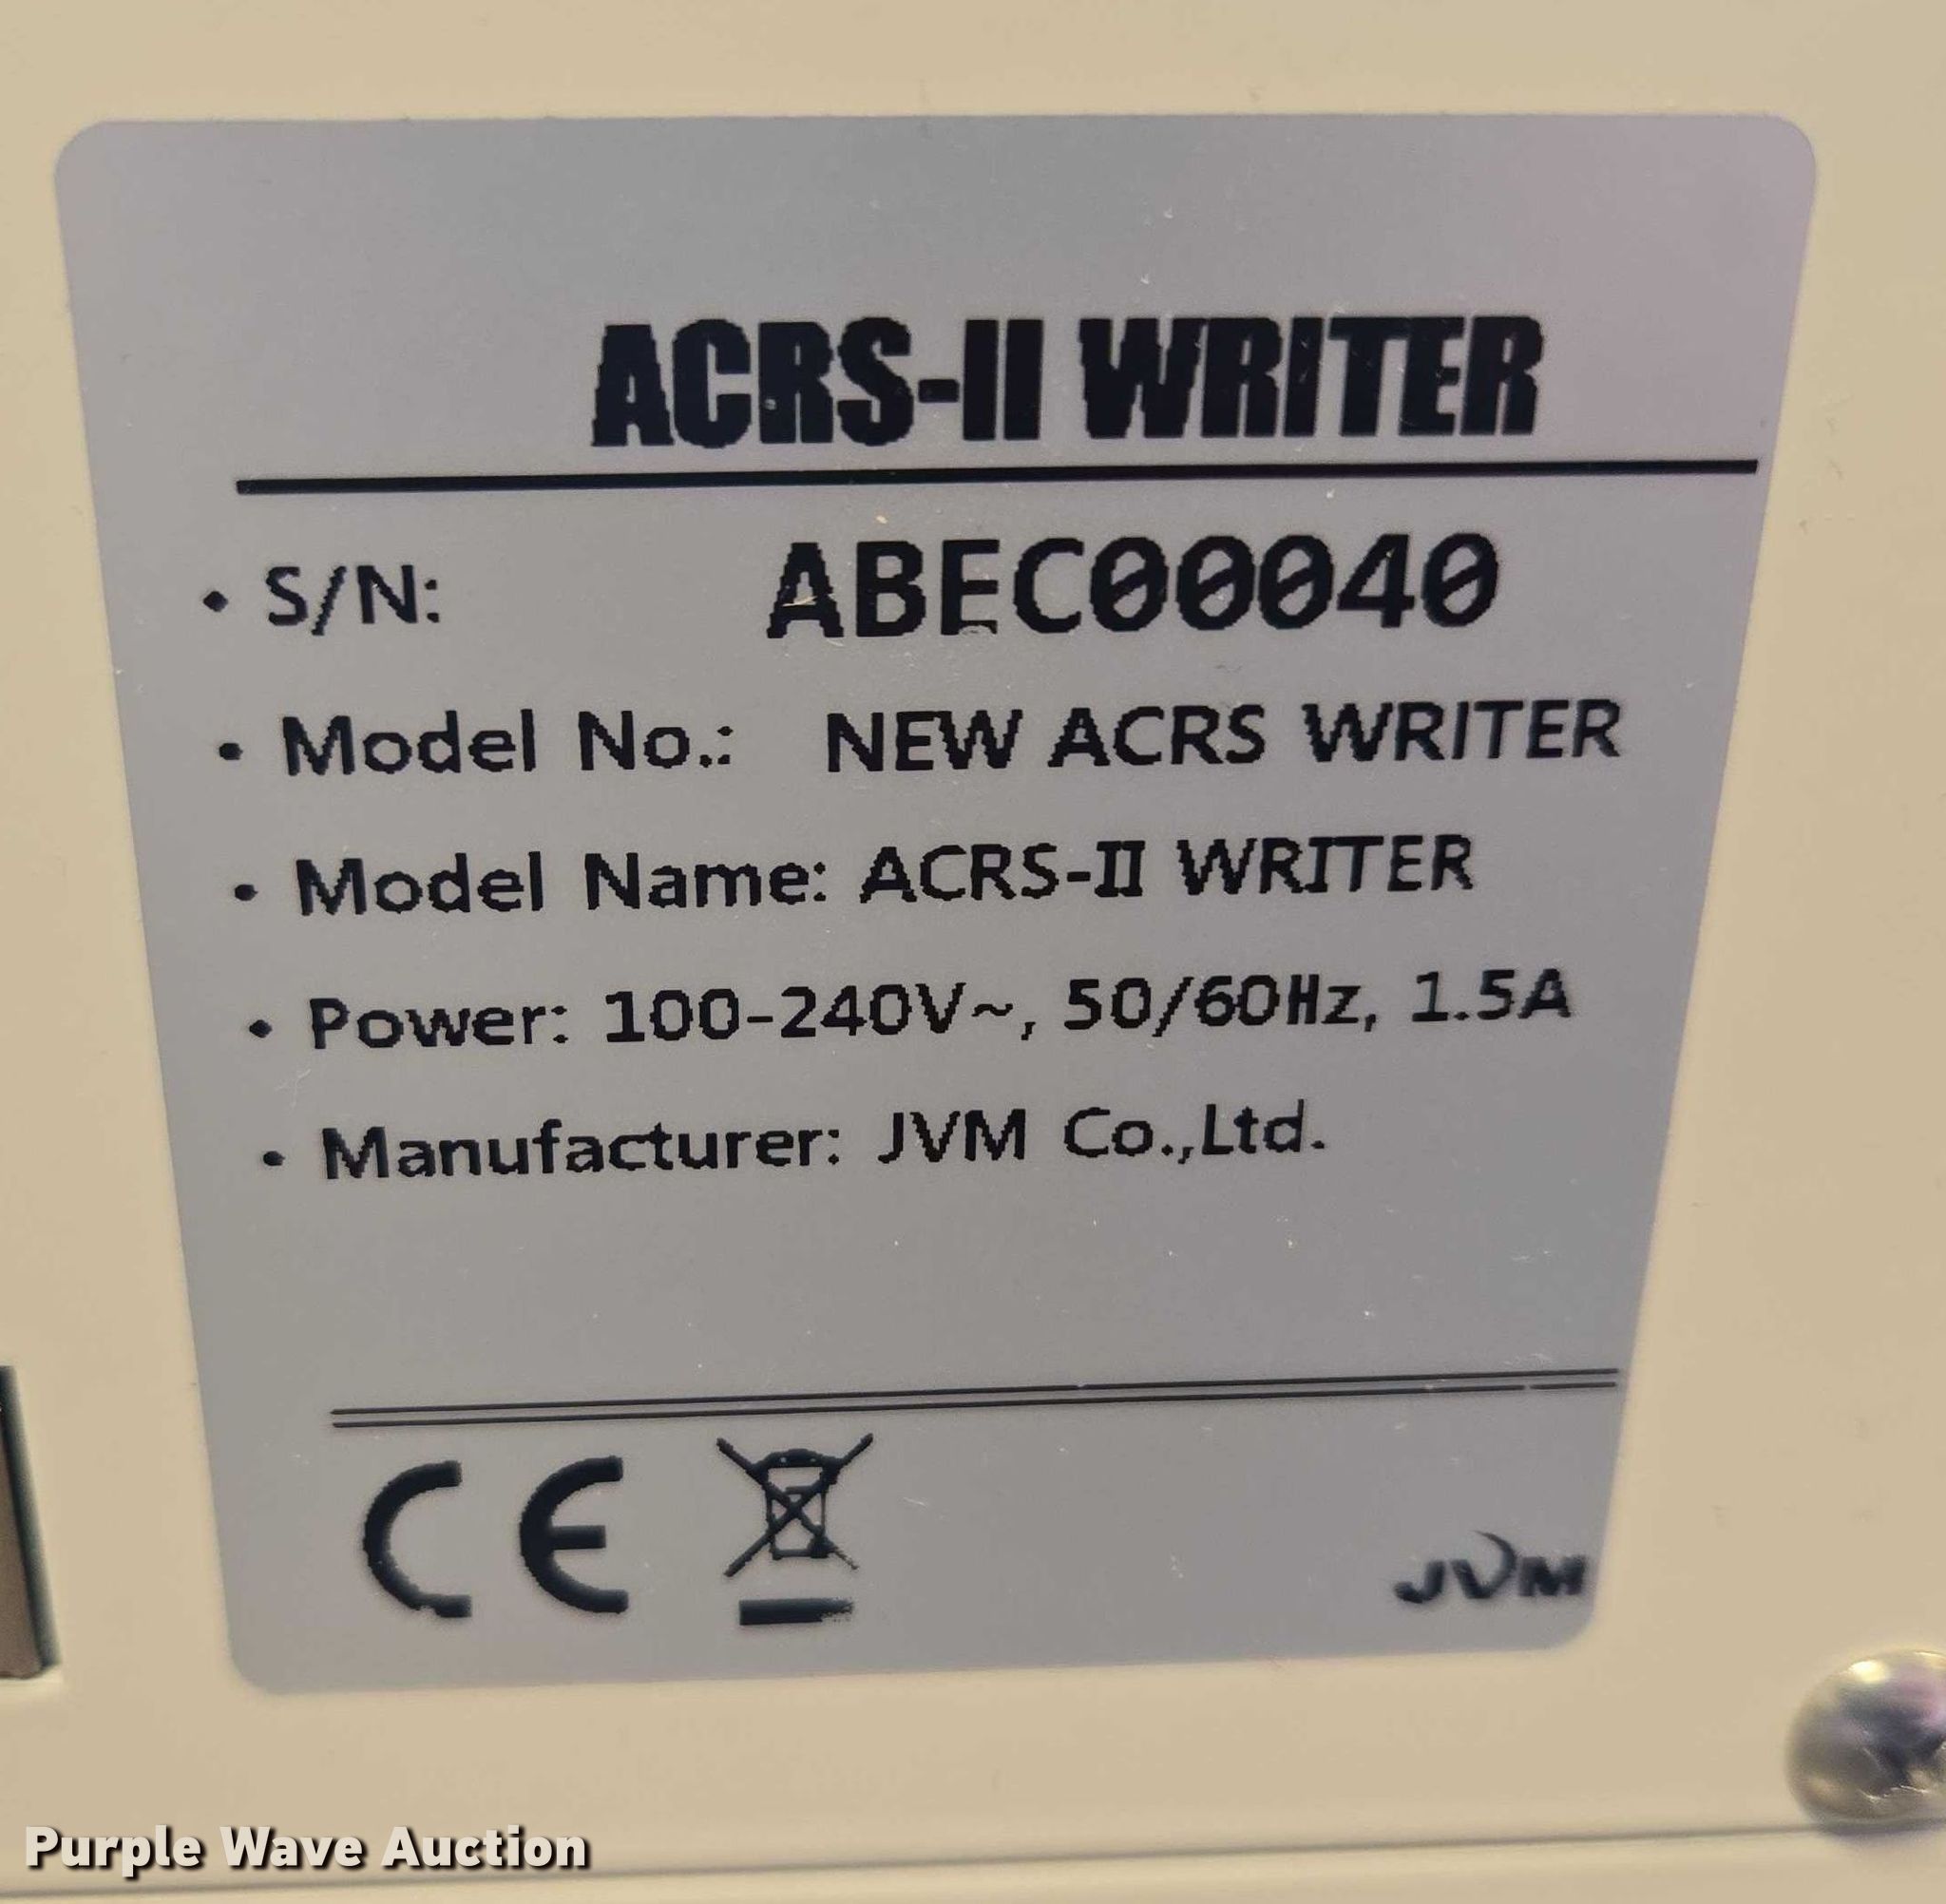 ACRS-II WRITER
• S/N: ABEC00040
• Model No.: NEW ACRS WRITER
• Model Name: ACRS-II WRITER
• Power: 100-240V~, 50/60Hz, 1.5A
• Manufacturer: JVM Co.,Ltd.
CE
JVM
Purple Wave Auction